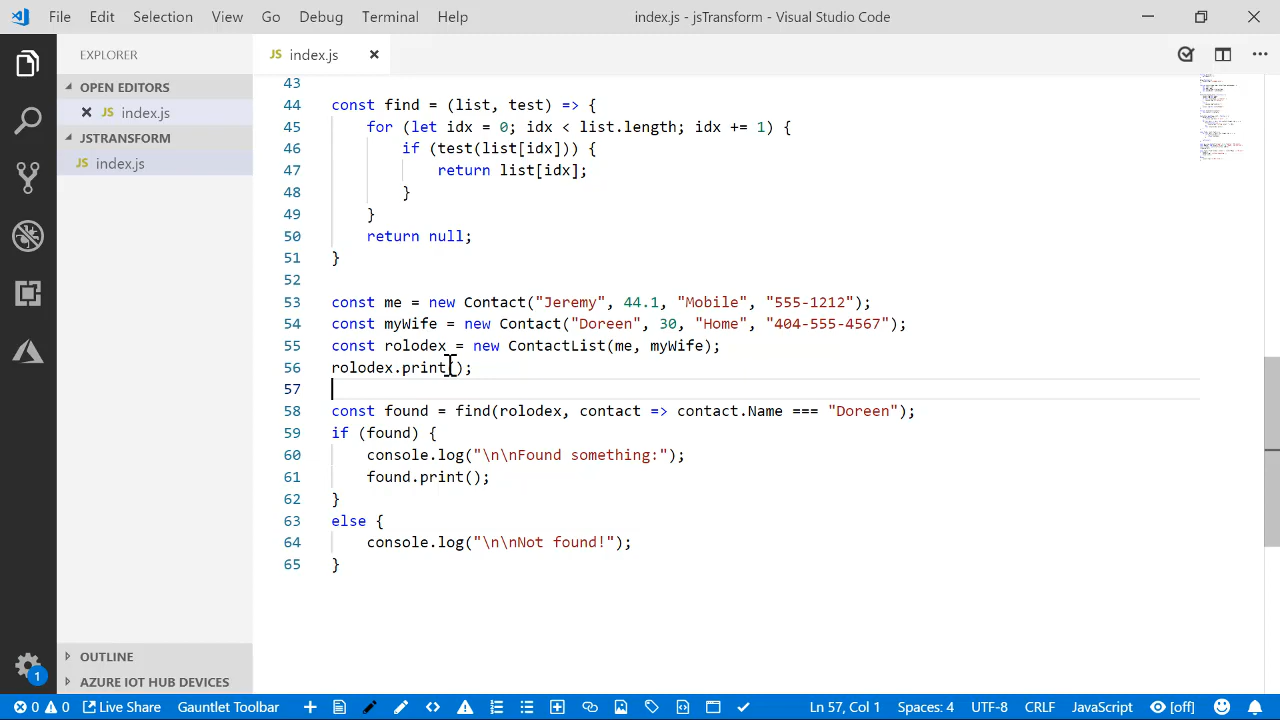 File Edit Selection View Go Debug Terminal Help index.js - jsTransform - Visual Studio Code
EXPLORER
OPEN EDITORS
JS index.js
JSTRANSFORM
JS index.js
OUTLINE
AZURE IOT HUB DEVICES
JS index.js
43
44 const find = (list, test) => {
45 for (let idx = 0; idx < list.length; idx += 1) {
46 if (test(list[idx])) {
47 return list[idx];
48 }
49 }
50 return null;
51 }
52
53 const me = new Contact("Jeremy", 44.1, "Mobile", "555-1212");
54 const myWife = new Contact("Doreen", 30, "Home", "404-555-4567");
55 const rolodex = new ContactList(me, myWife);
56 rolodex.print();
57
58 const found = find(rolodex, contact => contact.Name === "Doreen");
59 if (found) {
60 console.log("\n\nFound something:");
61 found.print();
62 }
63 else {
64 console.log("\n\nNot found!");
65 }
1
0 0 Live Share Gauntlet Toolbar Ln 57, Col 1 Spaces: 4 UTF-8 CRLF JavaScript [off]